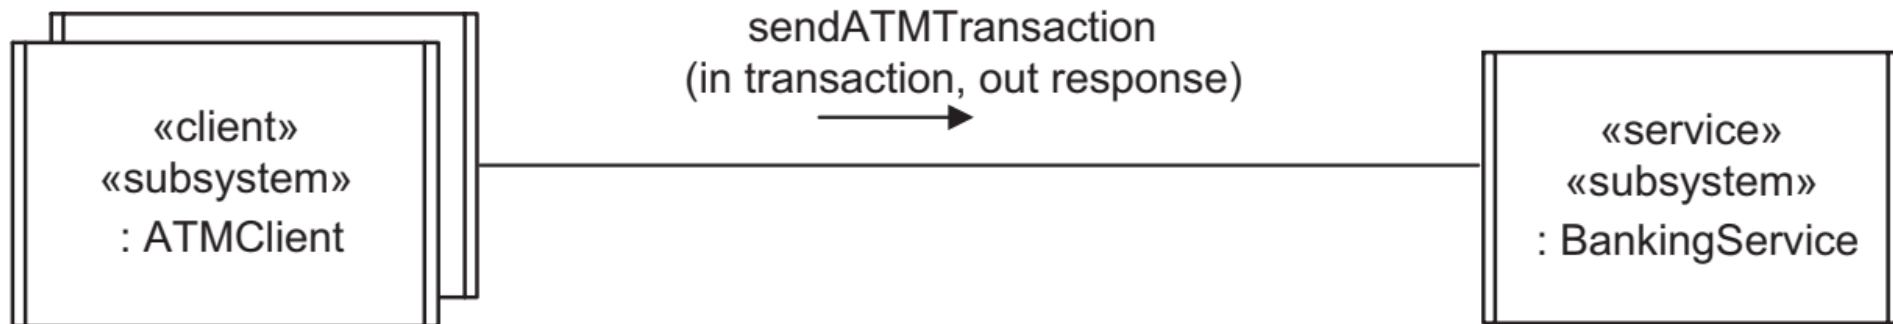 sendATMTransaction
(in transaction, out response)
«client»
«subsystem»
: ATMClient
«service»
«subsystem»
: BankingService